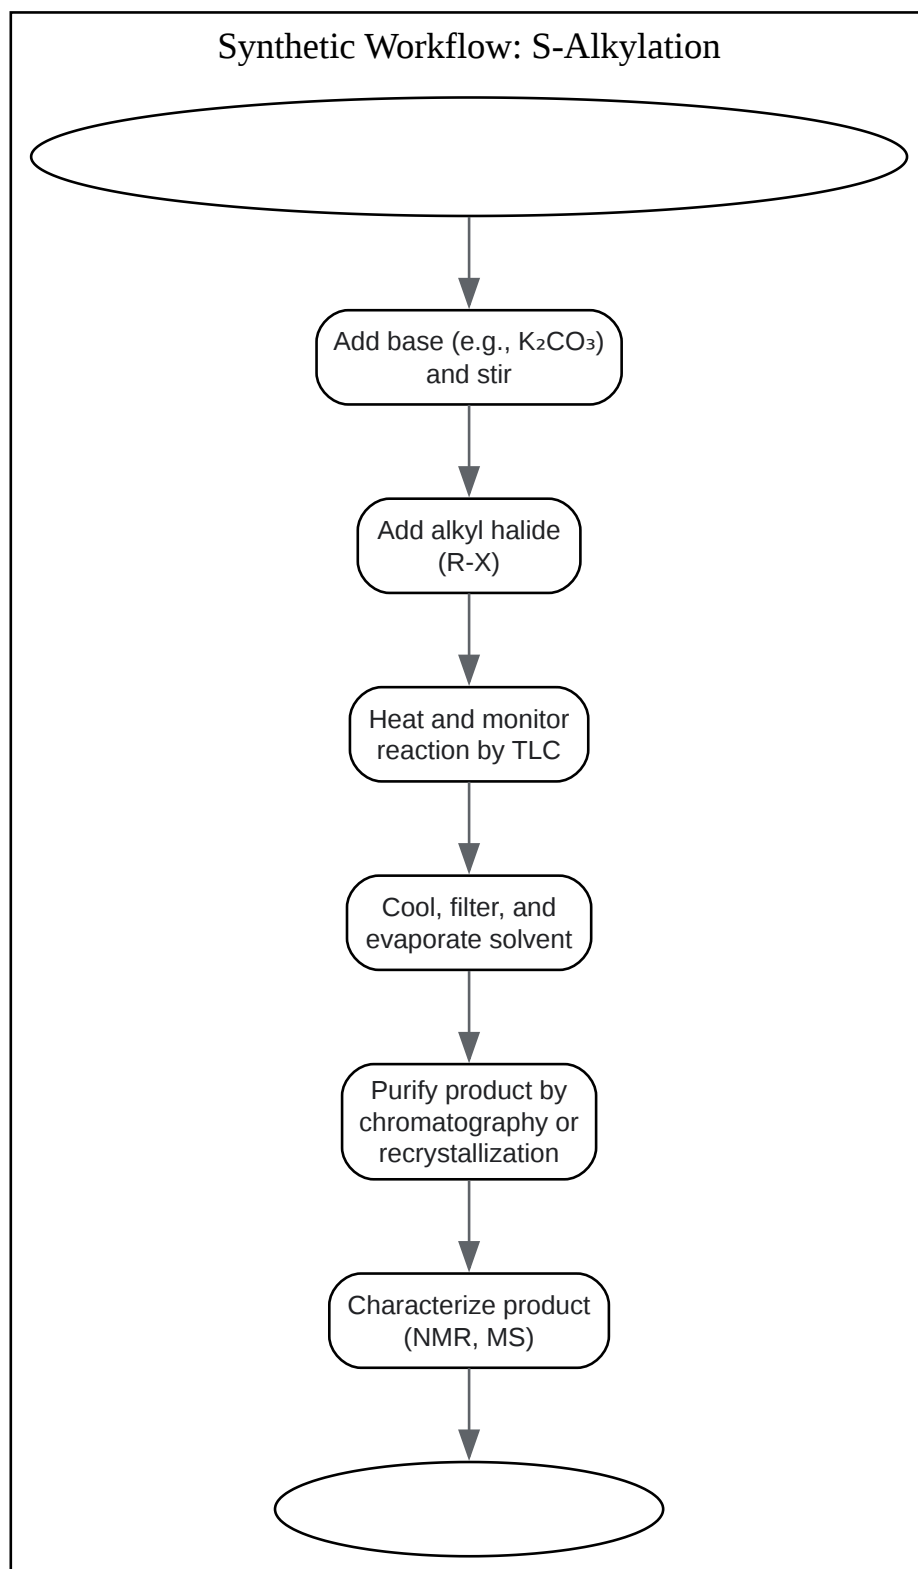 Synthetic Workflow: S-Alkylation
Add base (e.g., K₂CO₃)
and stir
Add alkyl halide
(R-X)
Heat and monitor
reaction by TLC
Cool, filter, and
evaporate solvent
Purify product by
chromatography or
recrystallization
Characterize product
(NMR, MS)